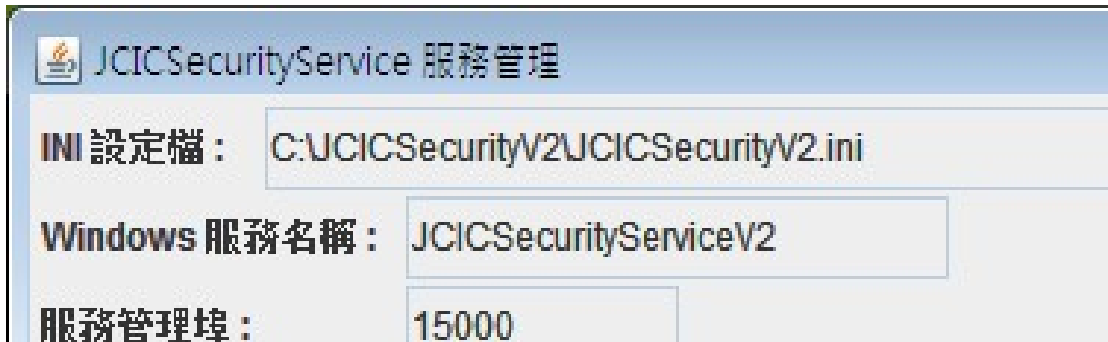 JCICSecurityService 服務管理
INI 設定檔： C:\JCICSecurityV2\JCICSecurityV2.ini
Windows 服務名稱： JCICSecurityServiceV2
服務管理埠： 15000